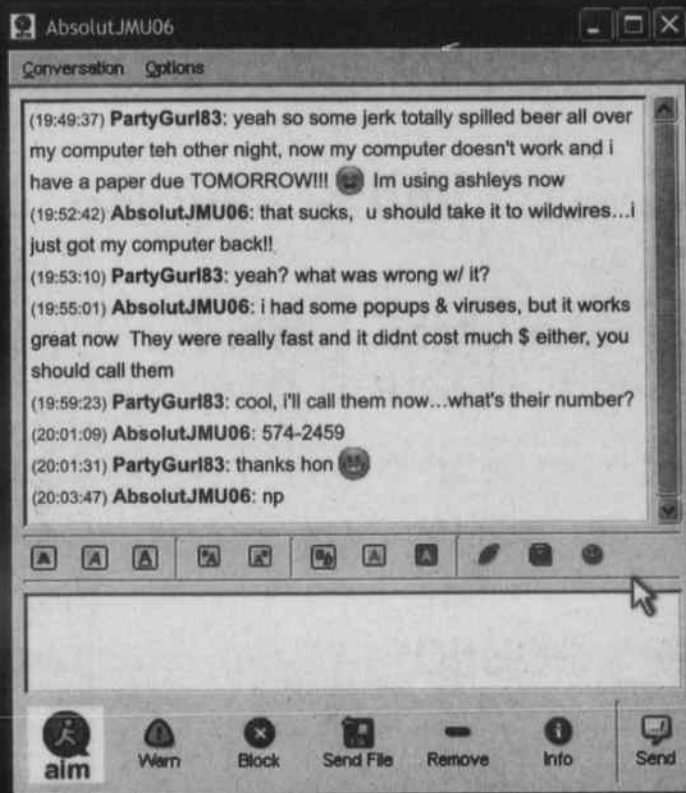 AbsolutJMU06
Conversation Options
(19:49:37) PartyGurl83: yeah so some jerk totally spilled beer all over
my computer teh other night, now my computer doesn't work and i
have a paper due TOMORROW!!! Im using ashleys now
(19:52:42) AbsolutJMU06: that sucks, u should take it to wildwires...i
just got my computer back!!
(19:53:10) PartyGurl83: yeah? what was wrong w/ it?
(19:55:01) AbsolutJMU06: i had some popups & viruses, but it works
great now They were really fast and it didnt cost much $ either, you
should call them
(19:59:23) PartyGurl83: cool, i'll call them now...what's their number?
(20:01:09) AbsolutJMU06: 574-2459
(20:01:31) PartyGurl83: thanks hon
(20:03:47) AbsolutJMU06: np
aim Warn Block Send File Remove Info Send